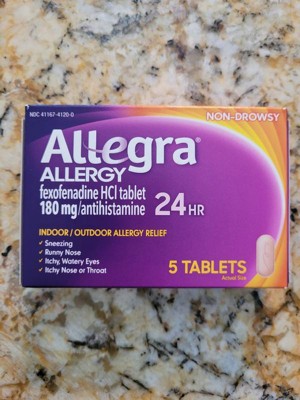 NDC 41167-4120-0
NON-DROWSY
Allegra®
ALLERGY
fexofenadine HCl tablet
180 mg/antihistamine
24 HR
INDOOR / OUTDOOR ALLERGY RELIEF
✓ Sneezing
✓ Runny Nose
✓ Itchy, Watery Eyes
✓ Itchy Nose or Throat
5 TABLETS
Actual Size